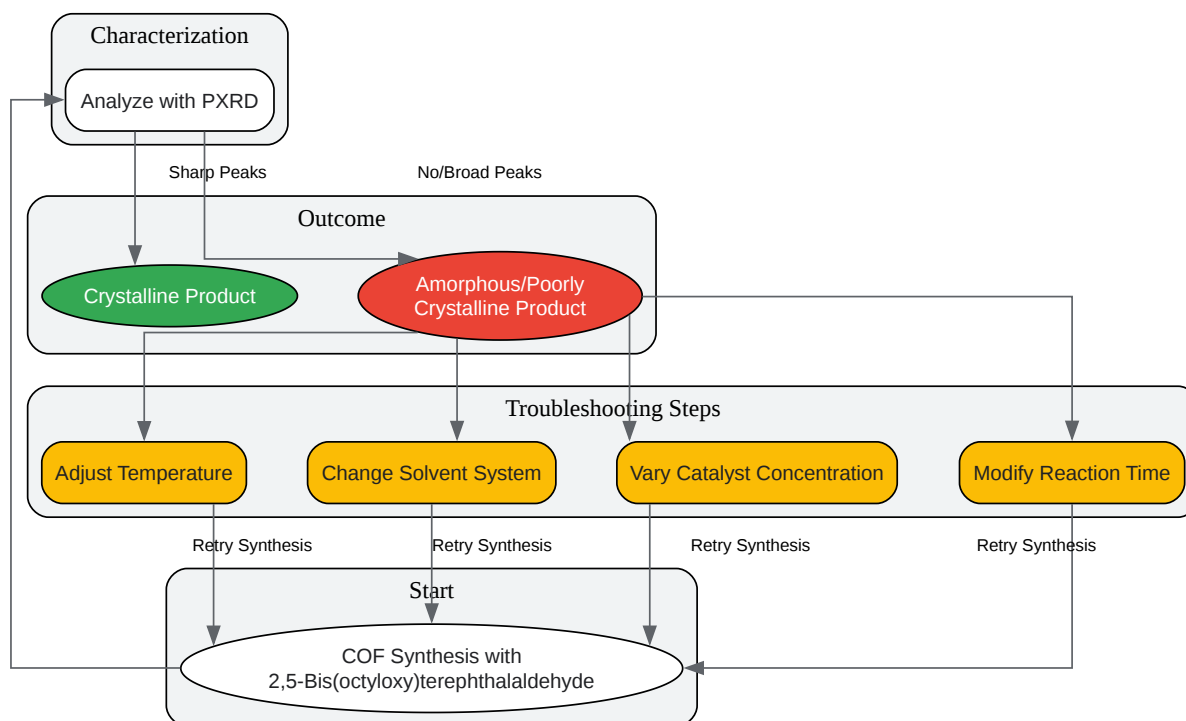 Characterization
Analyze with PXRD
Sharp Peaks
No/Broad Peaks
Outcome
Crystalline Product
Amorphous/Poorly
Crystalline Product
Troubleshooting Steps
Adjust Temperature
Change Solvent System
Vary Catalyst Concentration
Modify Reaction Time
Retry Synthesis
Retry Synthesis
Retry Synthesis
Retry Synthesis
Start
COF Synthesis with
2,5-Bis(octyloxy)terephthalaldehyde